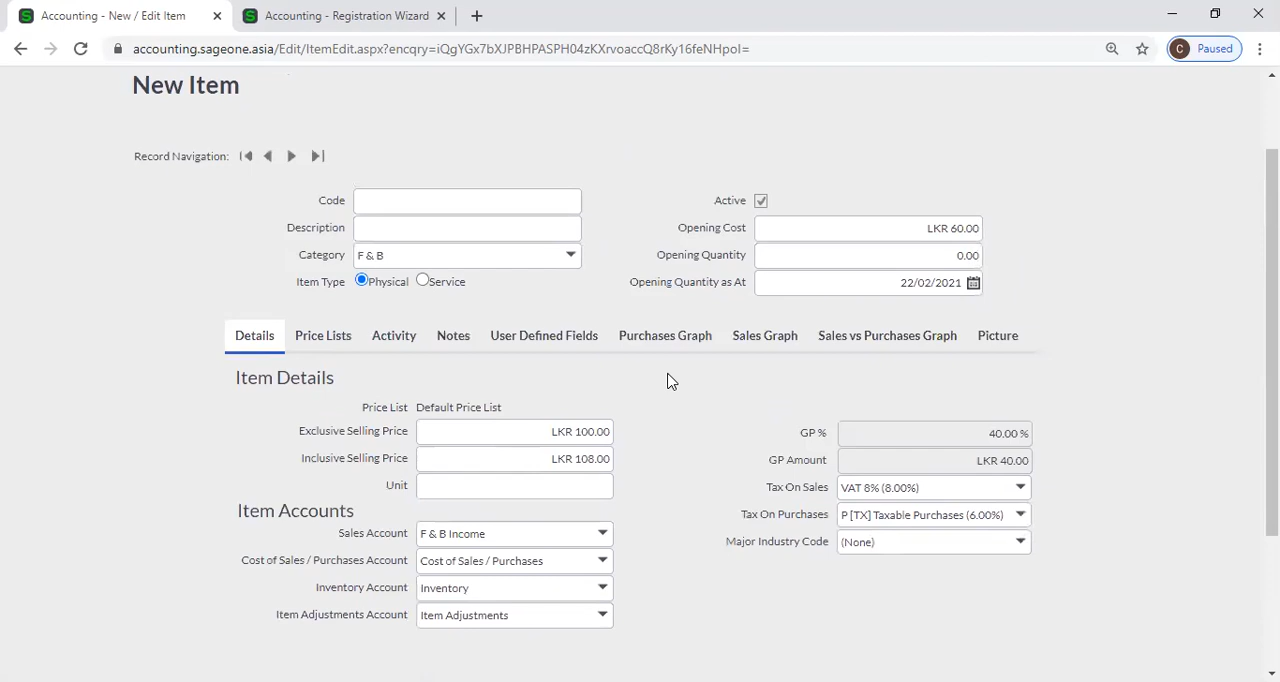 Accounting - New / Edit Item
Accounting - Registration Wizard
accounting.sageone.asia/Edit/ItemEdit.aspx?encqry=iQgYGx7bXJPBHPASPH04zKXrvoaccQ8rKy16feNHpoI=
C Paused
New Item
Record Navigation:
Code
Active
Description
Opening Cost LKR 60.00
Category F & B
Opening Quantity 0.00
Item Type Physical Service
Opening Quantity as At 22/02/2021
Details Price Lists Activity Notes User Defined Fields Purchases Graph Sales Graph Sales vs Purchases Graph Picture
Item Details
Price List Default Price List
Exclusive Selling Price LKR 100.00
GP % 40.00 %
Inclusive Selling Price LKR 108.00
GP Amount LKR 40.00
Unit
Tax On Sales VAT 8% (8.00%)
Item Accounts
Tax On Purchases P [TX] Taxable Purchases (6.00%)
Sales Account F & B Income
Major Industry Code (None)
Cost of Sales / Purchases Account Cost of Sales / Purchases
Inventory Account Inventory
Item Adjustments Account Item Adjustments